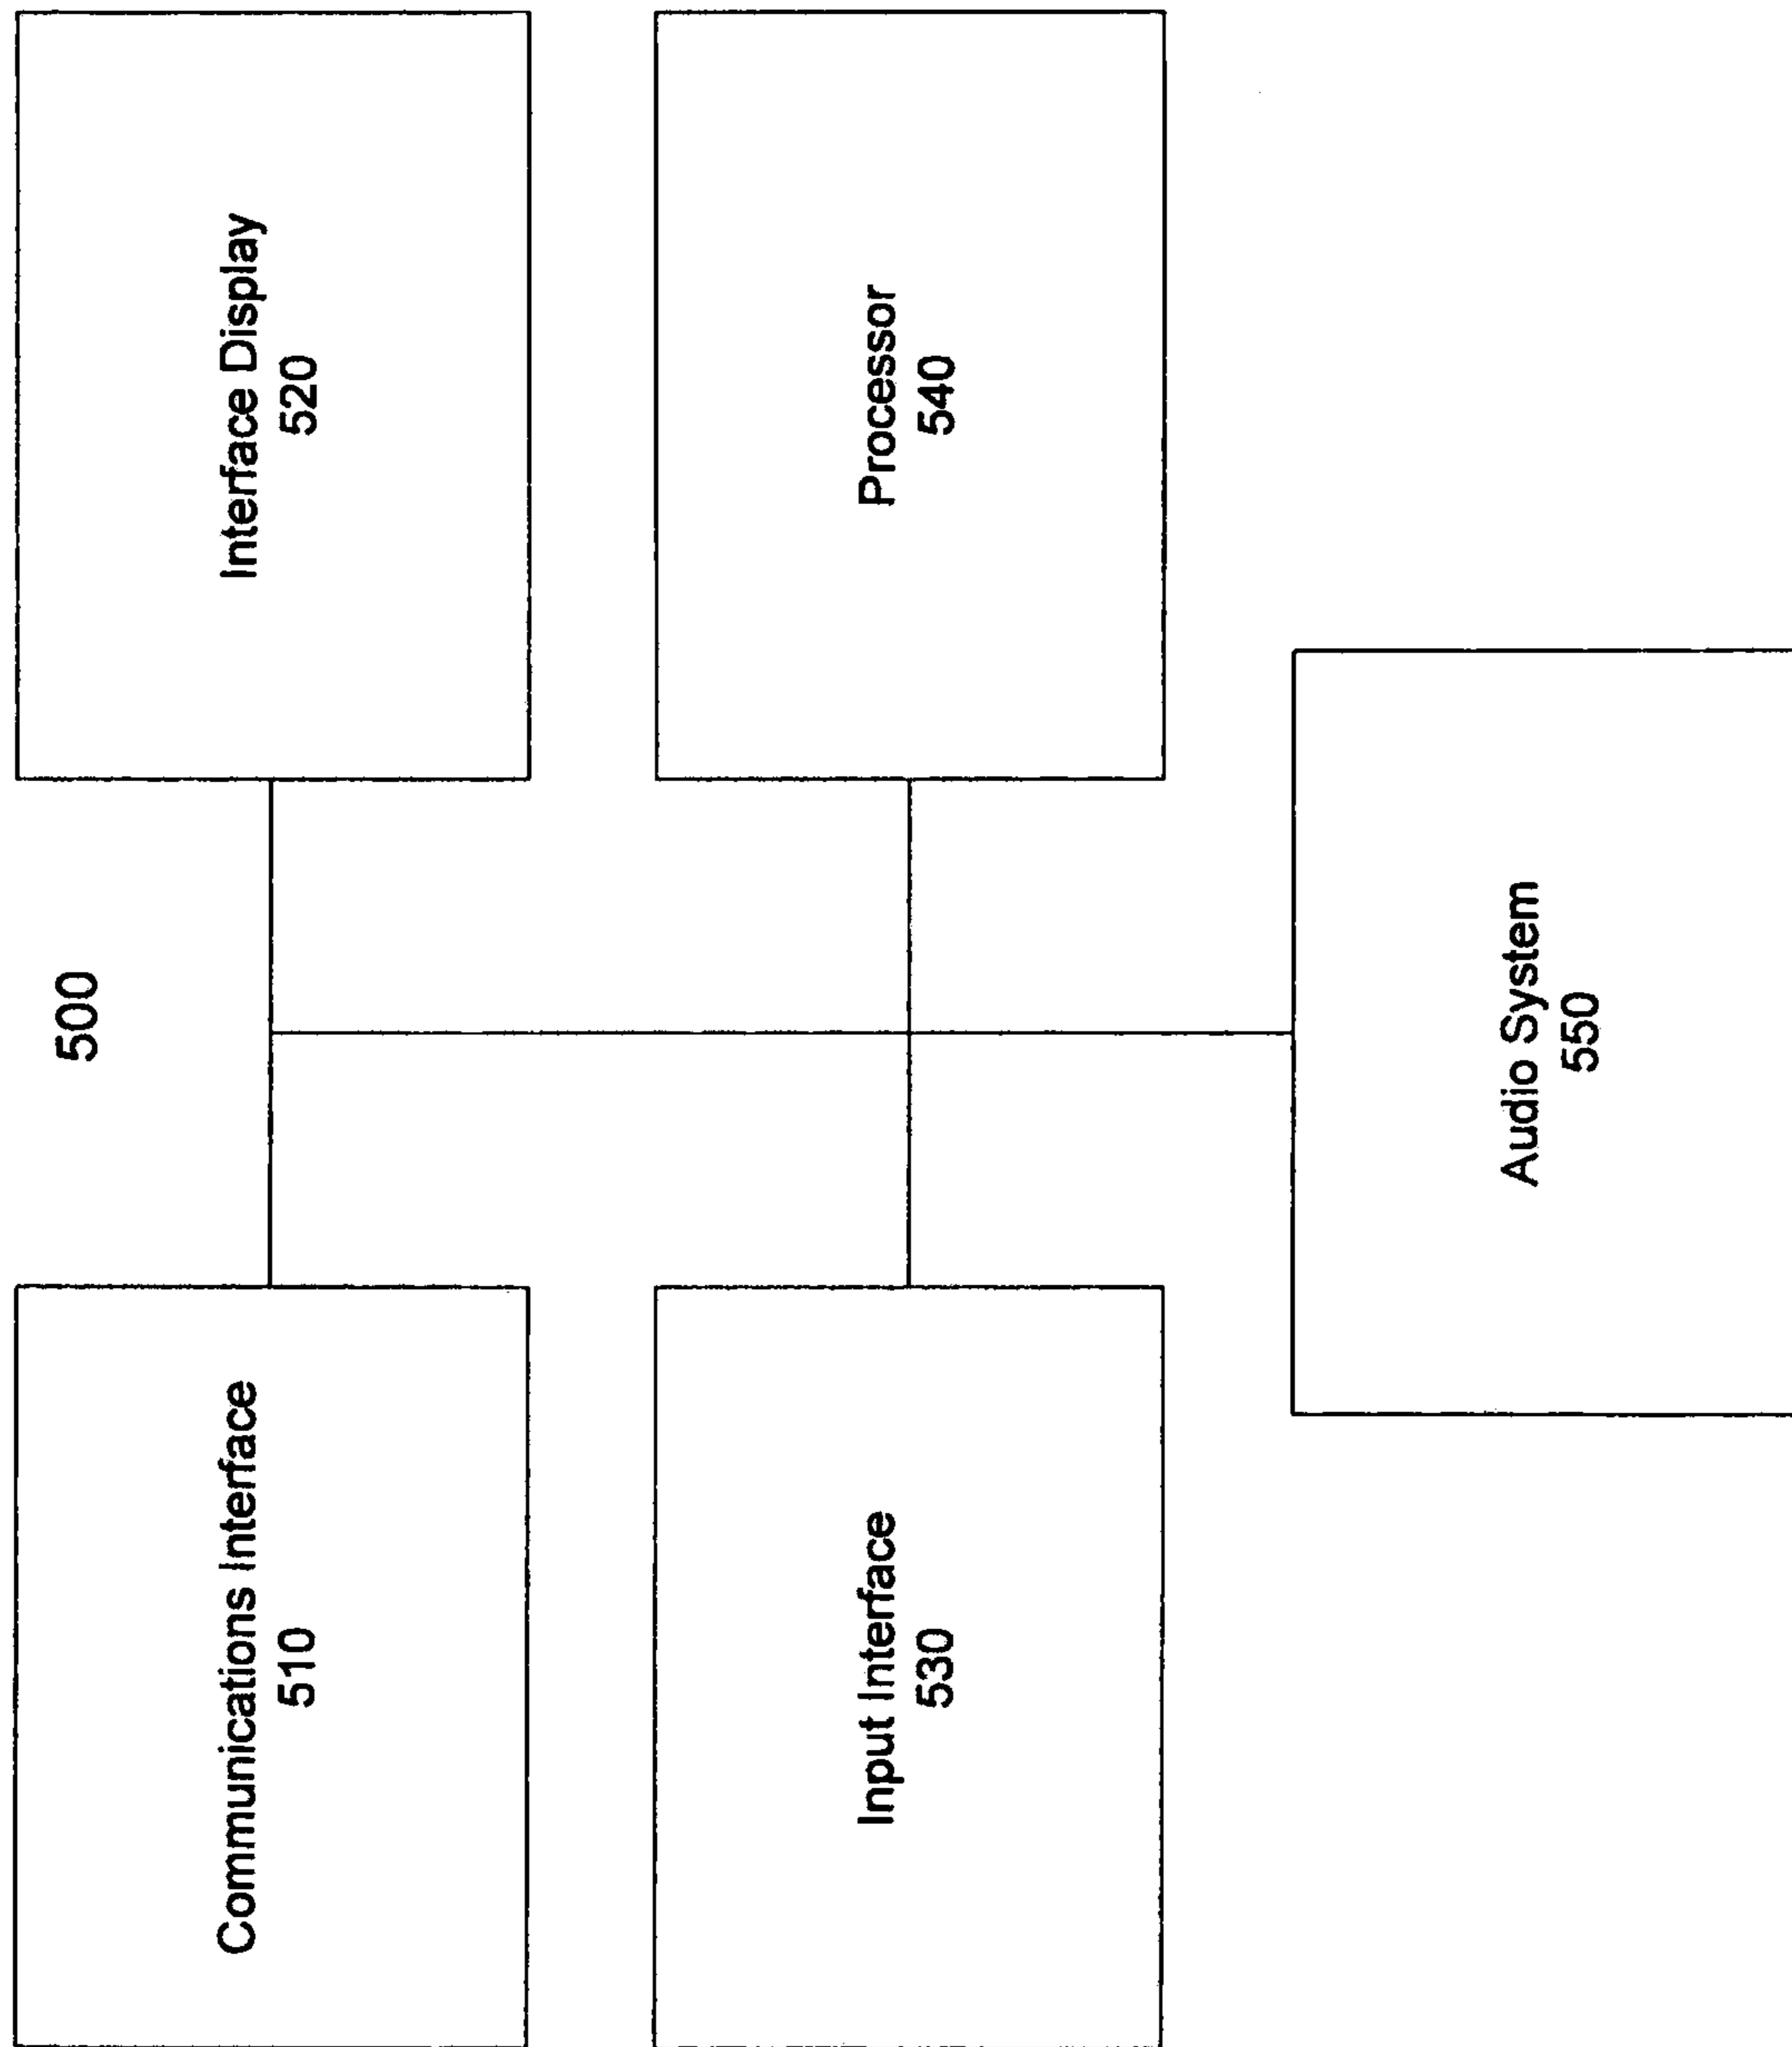 500
Communications Interface
510
Interface Display
520
Input Interface
530
Processor
540
Audio System
550